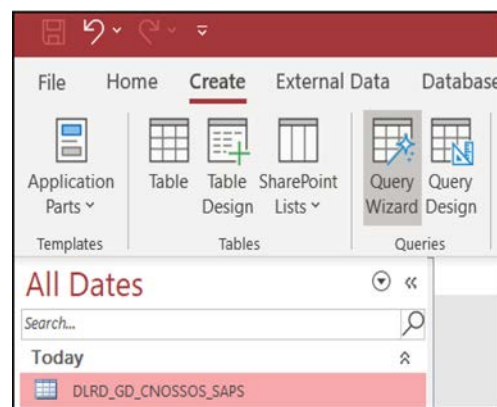 File Home Create External Data Database
Application Parts Table Table Design SharePoint Lists Query Wizard Query Design
Templates Tables Queries
All Dates
Search...
Today
DLRD_GD_CNOSSOS_SAPS